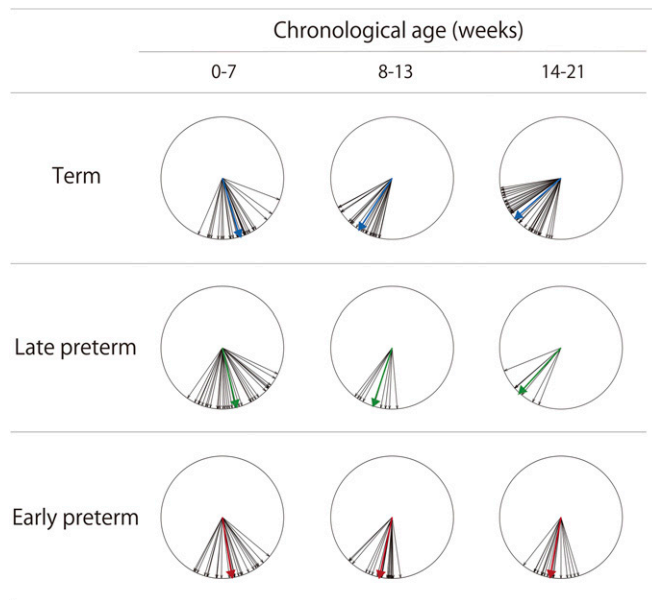 Chronological age (weeks)
0-7 8-13 14-21
Term
Late preterm
Early preterm